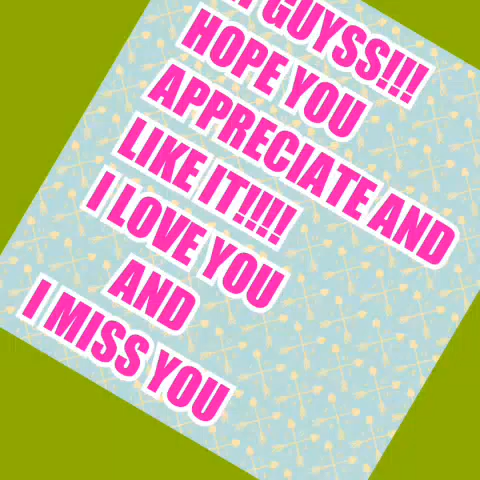 GUYSS!!!
HOPE YOU
APPRECIATE AND
LIKE IT!!!!
I LOVE YOU
AND
I MISS YOU